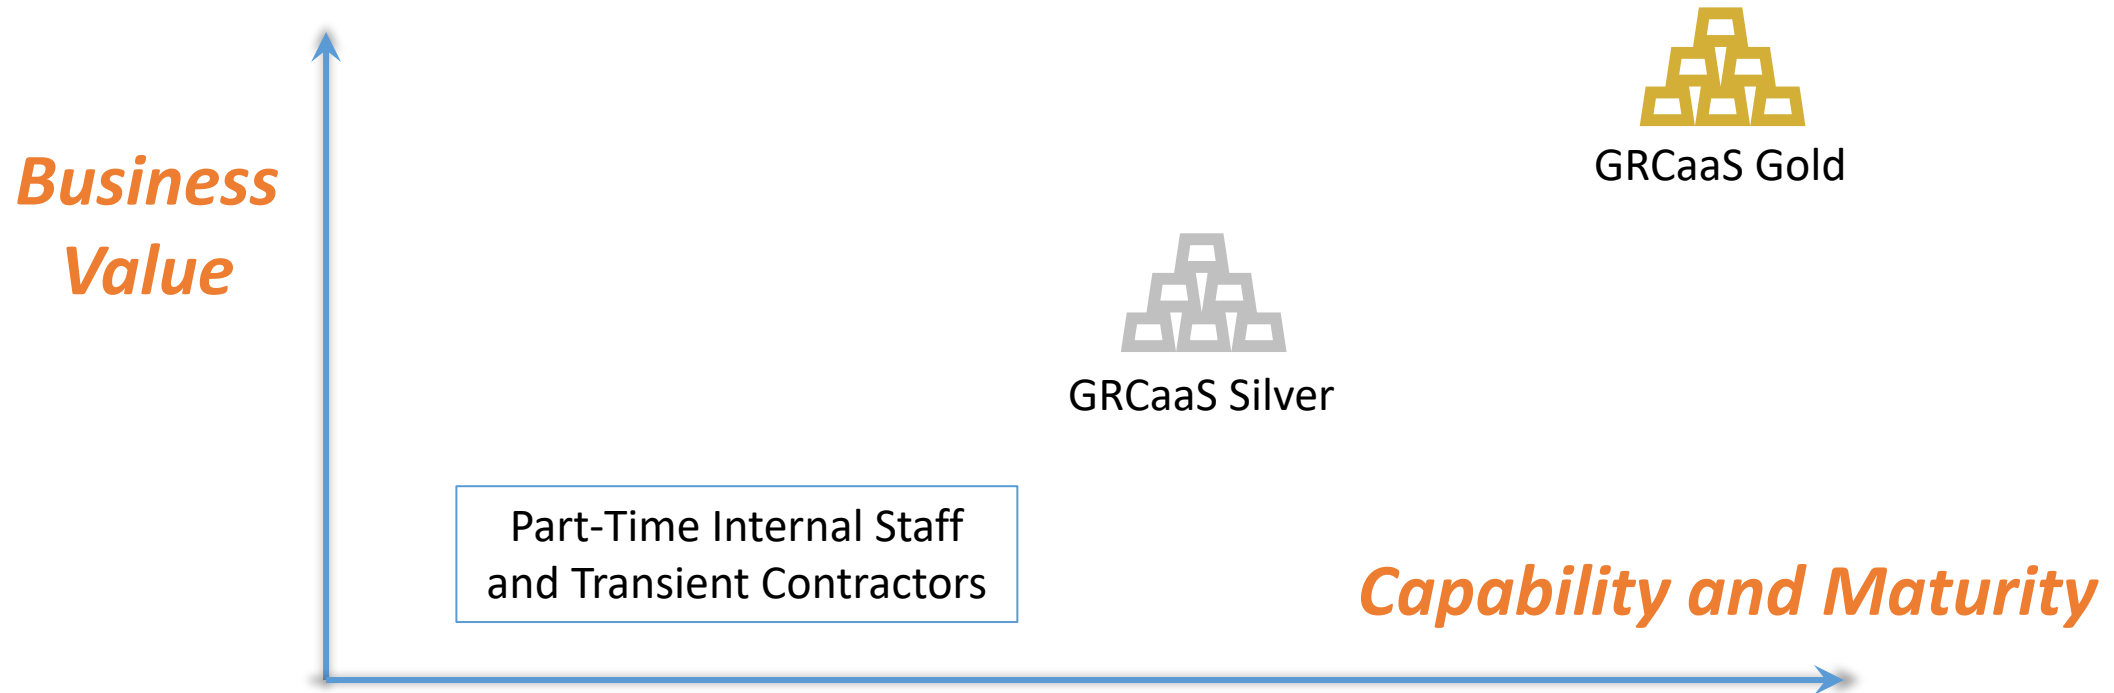 Business
Value
GRCaaS Gold
GRCaaS Silver
Part-Time Internal Staff
and Transient Contractors
Capability and Maturity